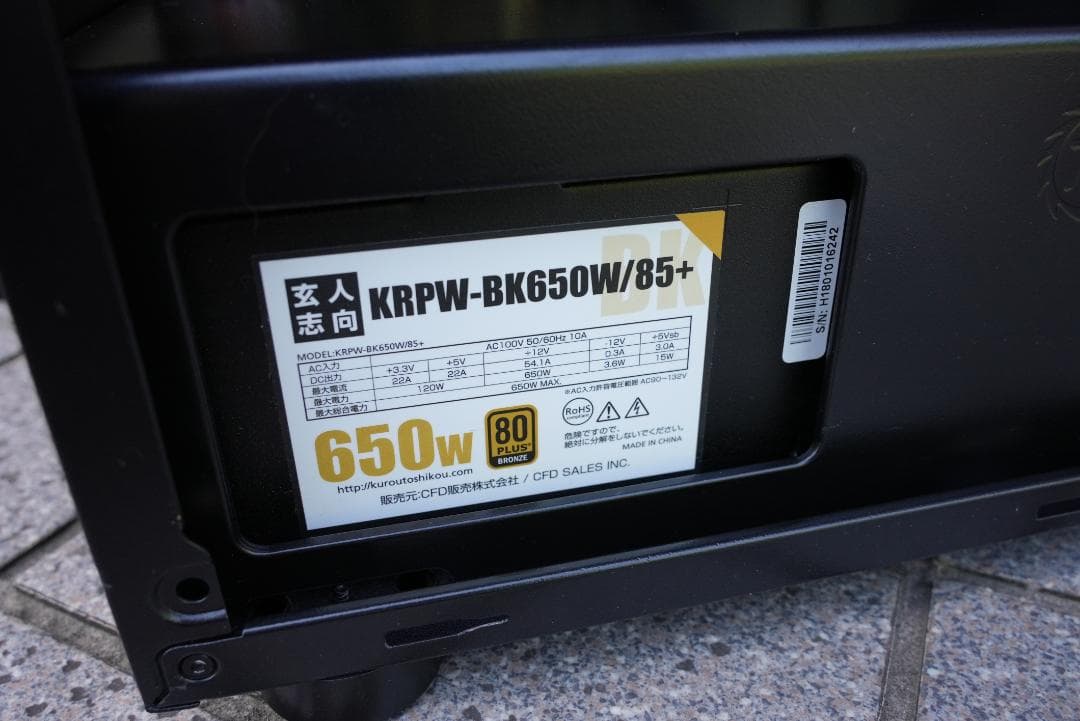 BK
玄人
志向
KRPW-BK650W/85+
MODEL:KRPW-BK650W/85+
AC入力 AC100V 50/60Hz 10A
DC出力 +3.3V +5V +12V -12V +5Vsb
最大電流 22A 22A 54.1A 0.3A 3.0A
最大電力 120W 650W 3.6W 15W
最大総合電力 650W MAX.
※AC入力許容電圧範囲 AC90~132V
650W
80
PLUS
BRONZE
RoHS
compliant
危険ですので、
絶対に分解をしないでください。
MADE IN CHINA
http://kuroutoshikou.com
販売元:CFD販売株式会社 / CFD SALES INC.
S/N: H1801016242